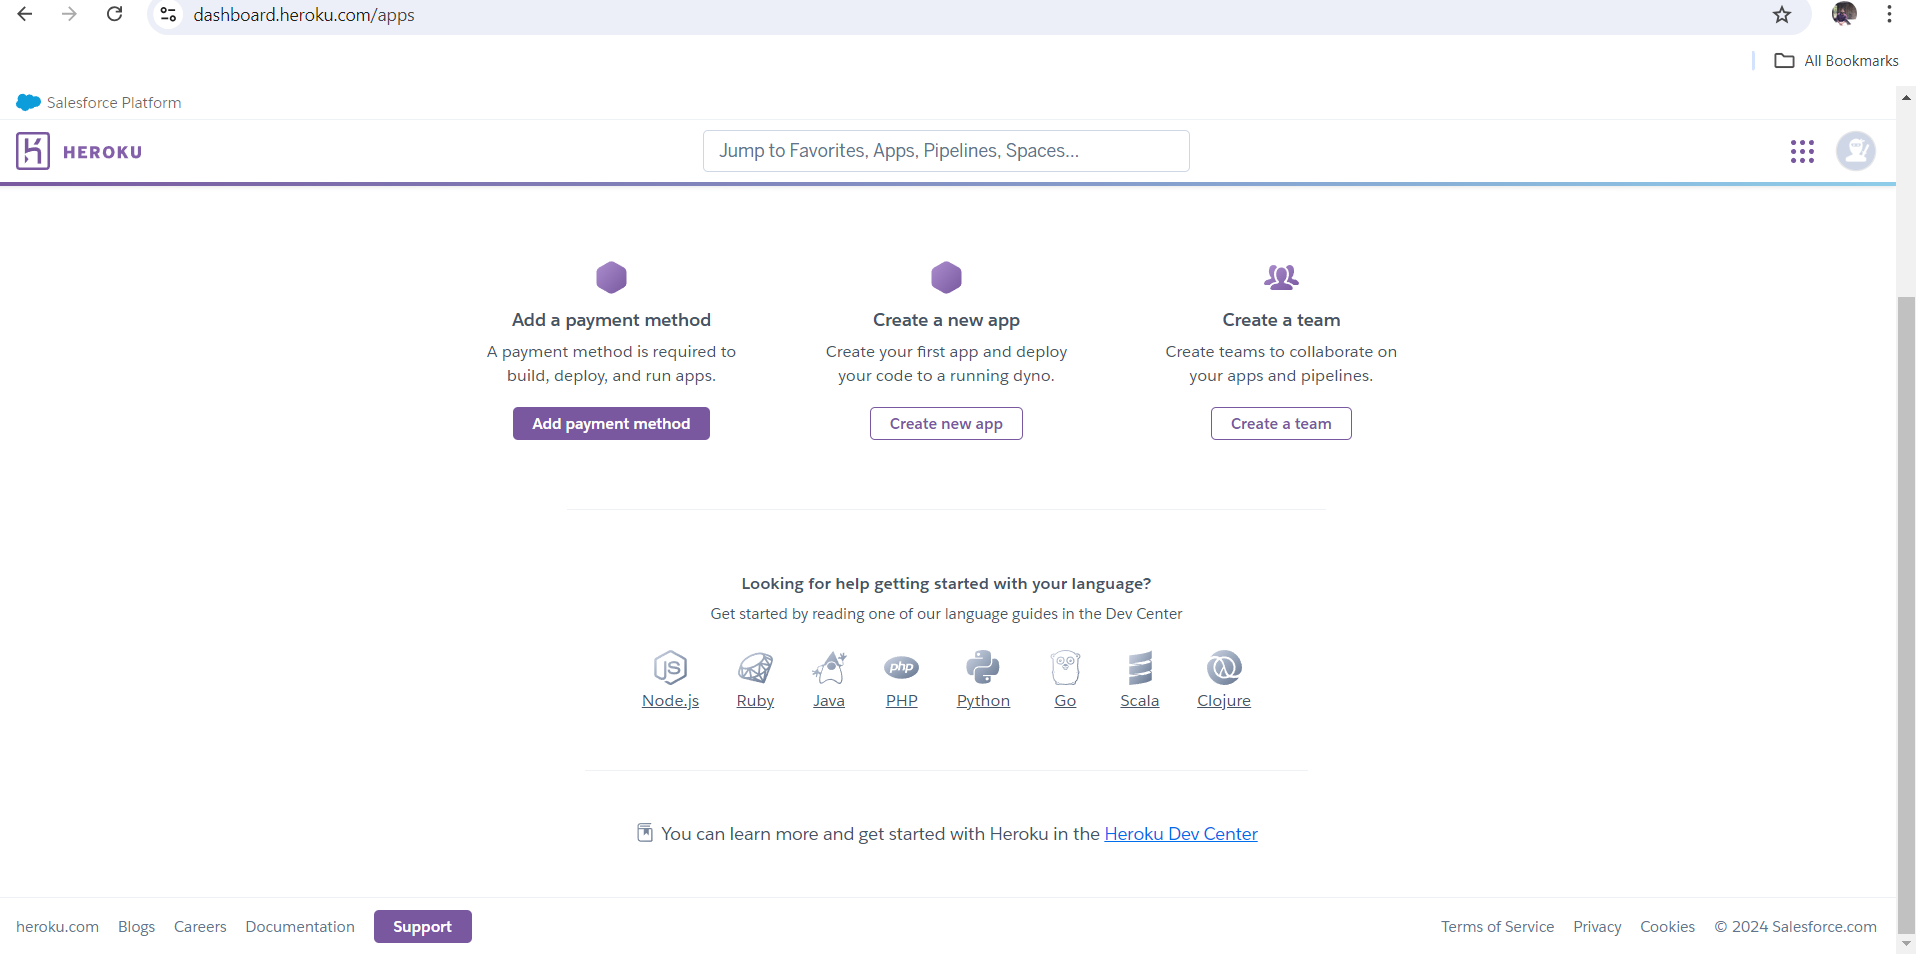 dashboard.heroku.com/apps
All Bookmarks
Salesforce Platform
HEROKU
Jump to Favorites, Apps, Pipelines, Spaces...
Add a payment method
A payment method is required to
build, deploy, and run apps.
Add payment method
Create a new app
Create your first app and deploy
your code to a running dyno.
Create new app
Create a team
Create teams to collaborate on
your apps and pipelines.
Create a team
Looking for help getting started with your language?
Get started by reading one of our language guides in the Dev Center
JS
php
Node.js Ruby Java PHP Python Go Scala Clojure
You can learn more and get started with Heroku in the Heroku Dev Center
heroku.com Blogs Careers Documentation Support Terms of Service Privacy Cookies © 2024 Salesforce.com